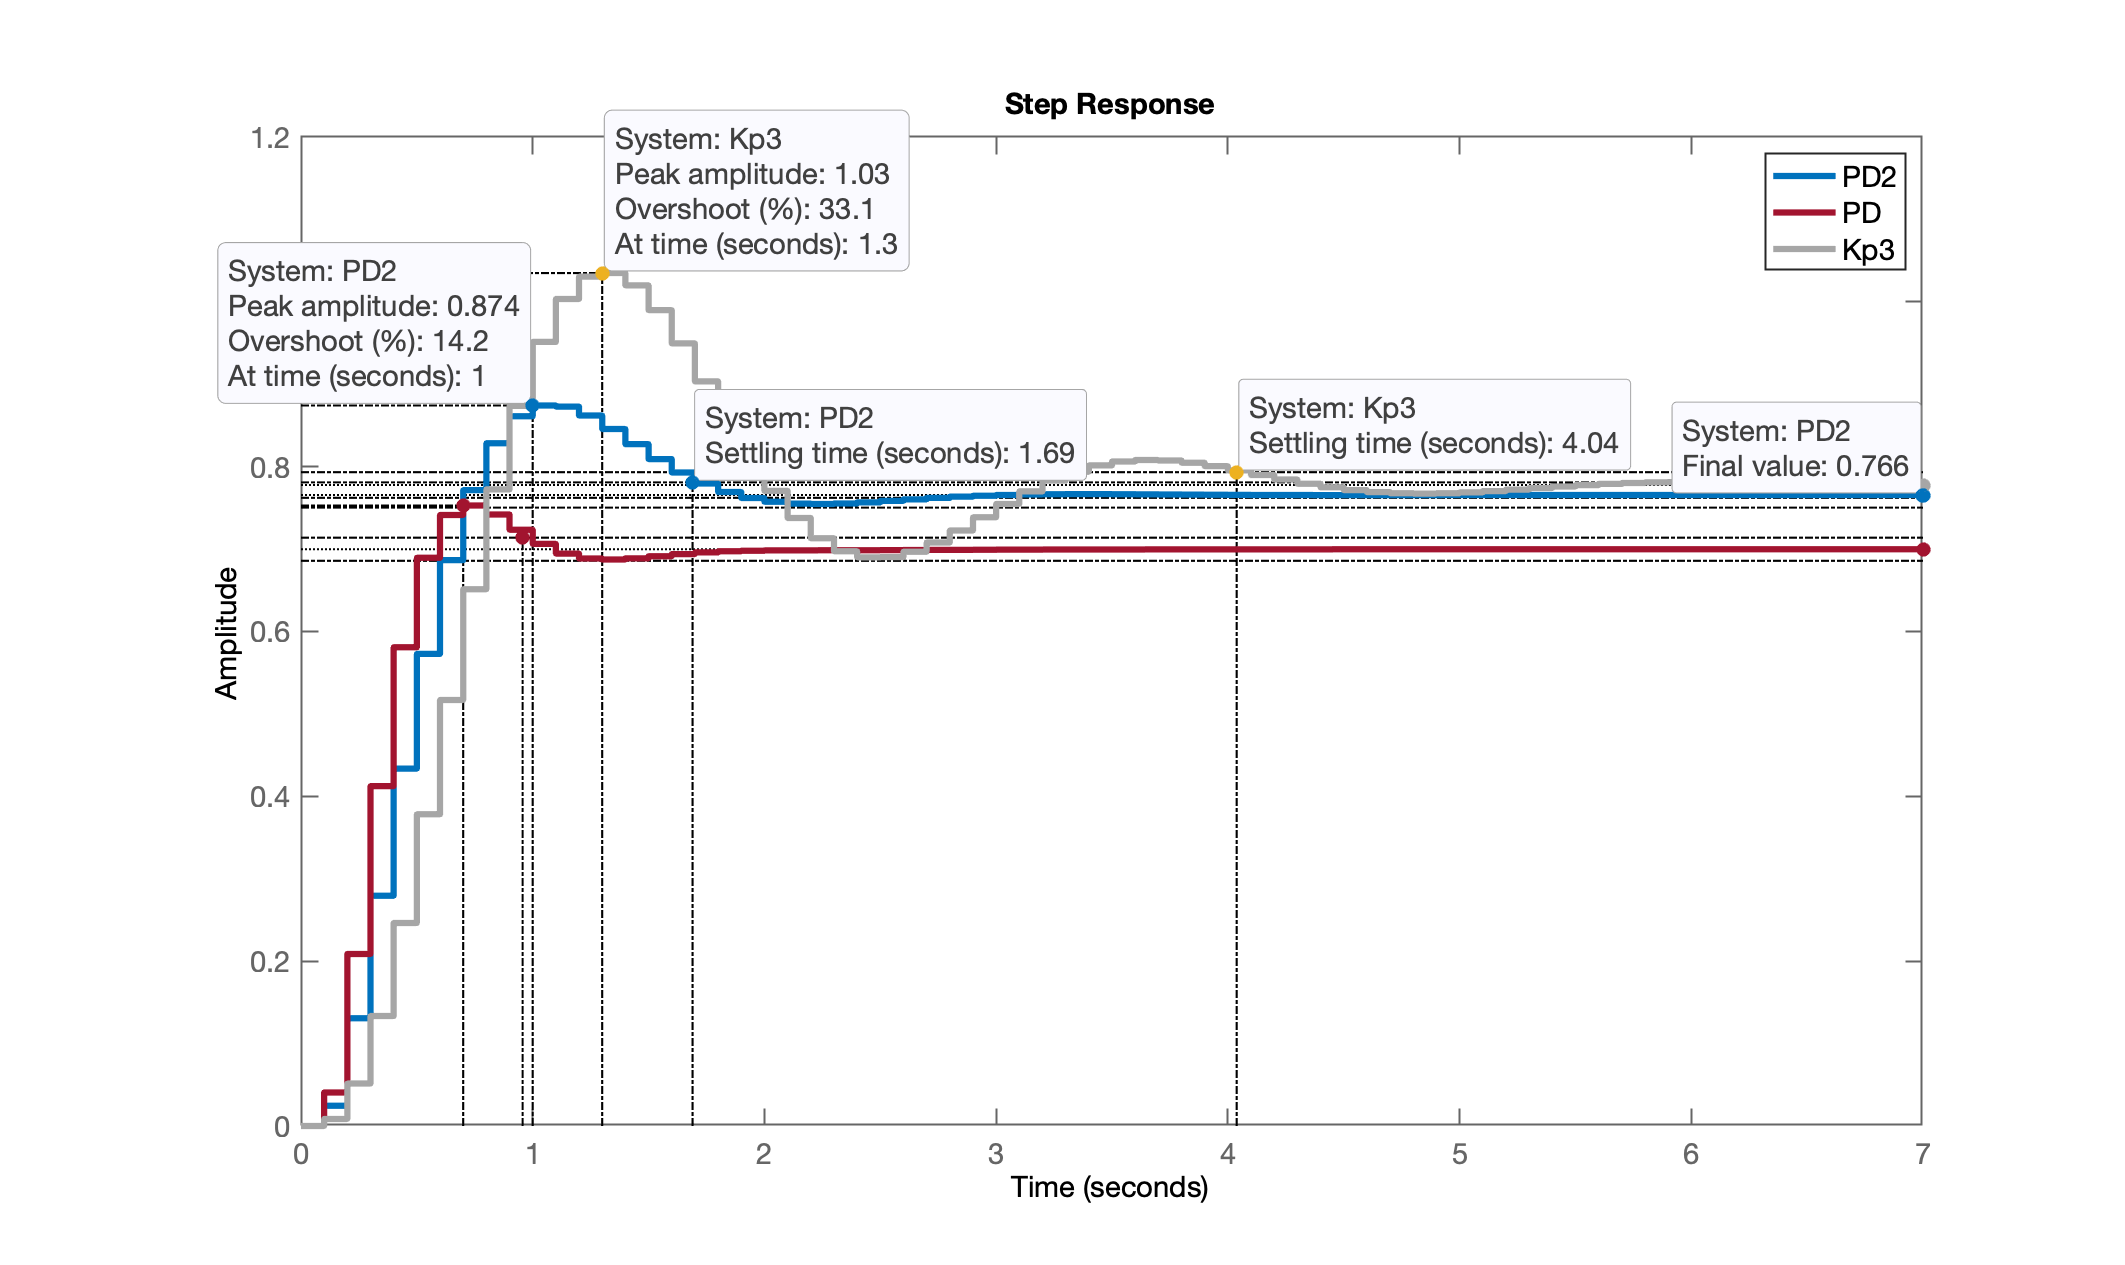 Step Response
System: Kp3
Peak amplitude: 1.03
Overshoot (%): 33.1
At time (seconds): 1.3
System: PD2
Peak amplitude: 0.874
Overshoot (%): 14.2
At time (seconds): 1
System: PD2
Settling time (seconds): 1.69
System: Kp3
Settling time (seconds): 4.04
System: PD2
Final value: 0.766
PD2
PD
Kp3
1.2
0.8
0.6
0.4
0.2
0
Amplitude
0 1 2 3 4 5 6 7
Time (seconds)